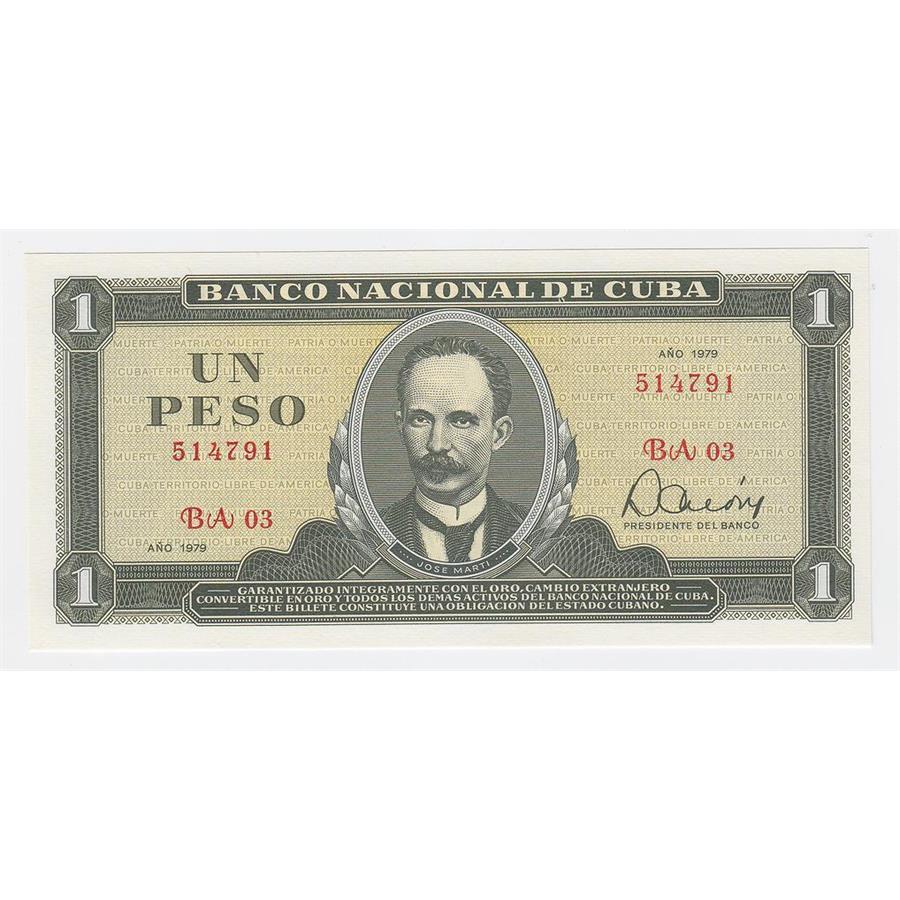 BANCO NACIONAL DE CUBA
1
1
UN
PESO
514791
BA 03
AÑO 1979
AÑO 1979
514791
BA 03
PRESIDENTE DEL BANCO
PATRIA O MUERTE
CUBA TERRITORIO LIBRE DE AMERICA
JOSE MARTI
1
1
GARANTIZADO INTEGRAMENTE CON EL ORO, CAMBIO EXTRANJERO
CONVERTIBLE EN ORO Y TODOS LOS DEMAS ACTIVOS DEL BANCO NACIONAL DE CUBA.
ESTE BILLETE CONSTITUYE UNA OBLIGACION DEL ESTADO CUBANO.